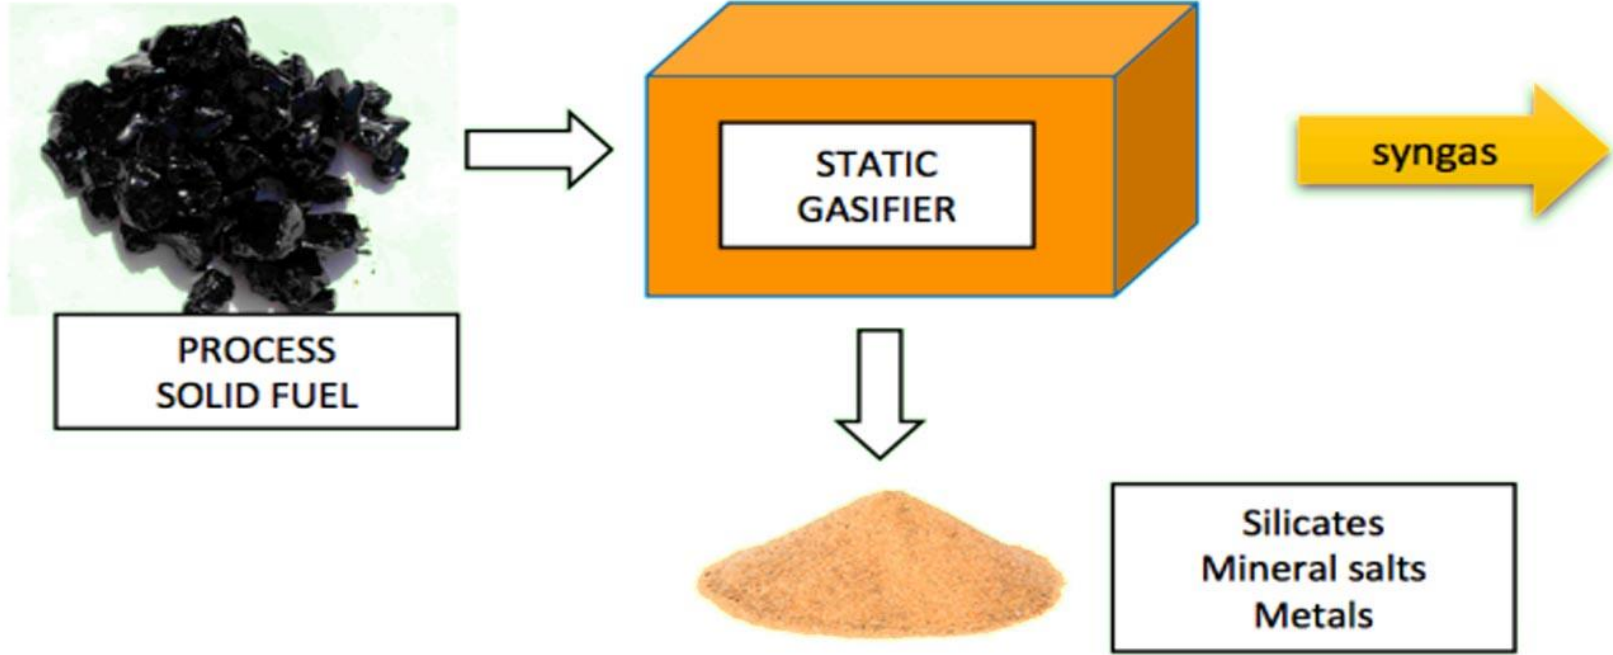 STATIC
GASIFIER
syngas
PROCESS
SOLID FUEL
Silicates
Mineral salts
Metals